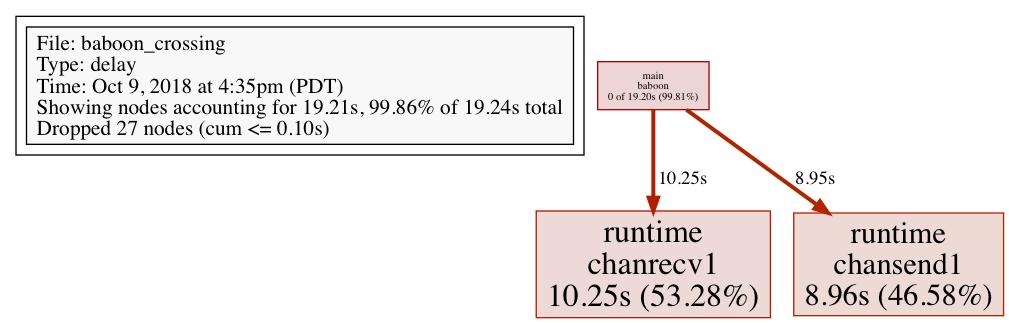 File: baboon_crossing
Type: delay
Time: Oct 9, 2018 at 4:35pm (PDT)
Showing nodes accounting for 19.21s, 99.86% of 19.24s total
Dropped 27 nodes (cum <= 0.10s)
main
baboon
0 of 19.20s (99.81%)
10.25s
8.95s
runtime
chanrecv1
10.25s (53.28%)
runtime
chansend1
8.96s (46.58%)